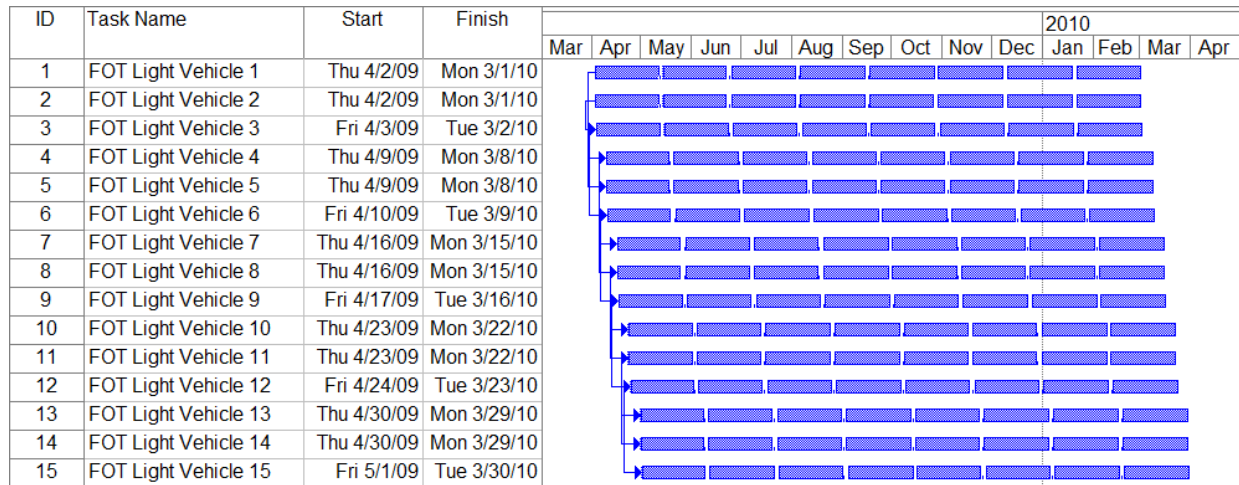 ID Task Name Start Finish 2010
Mar Apr May Jun Jul Aug Sep Oct Nov Dec Jan Feb Mar Apr
1 FOT Light Vehicle 1 Thu 4/2/09 Mon 3/1/10
2 FOT Light Vehicle 2 Thu 4/2/09 Mon 3/1/10
3 FOT Light Vehicle 3 Fri 4/3/09 Tue 3/2/10
4 FOT Light Vehicle 4 Thu 4/9/09 Mon 3/8/10
5 FOT Light Vehicle 5 Thu 4/9/09 Mon 3/8/10
6 FOT Light Vehicle 6 Fri 4/10/09 Tue 3/9/10
7 FOT Light Vehicle 7 Thu 4/16/09 Mon 3/15/10
8 FOT Light Vehicle 8 Thu 4/16/09 Mon 3/15/10
9 FOT Light Vehicle 9 Fri 4/17/09 Tue 3/16/10
10 FOT Light Vehicle 10 Thu 4/23/09 Mon 3/22/10
11 FOT Light Vehicle 11 Thu 4/23/09 Mon 3/22/10
12 FOT Light Vehicle 12 Fri 4/24/09 Tue 3/23/10
13 FOT Light Vehicle 13 Thu 4/30/09 Mon 3/29/10
14 FOT Light Vehicle 14 Thu 4/30/09 Mon 3/29/10
15 FOT Light Vehicle 15 Fri 5/1/09 Tue 3/30/10